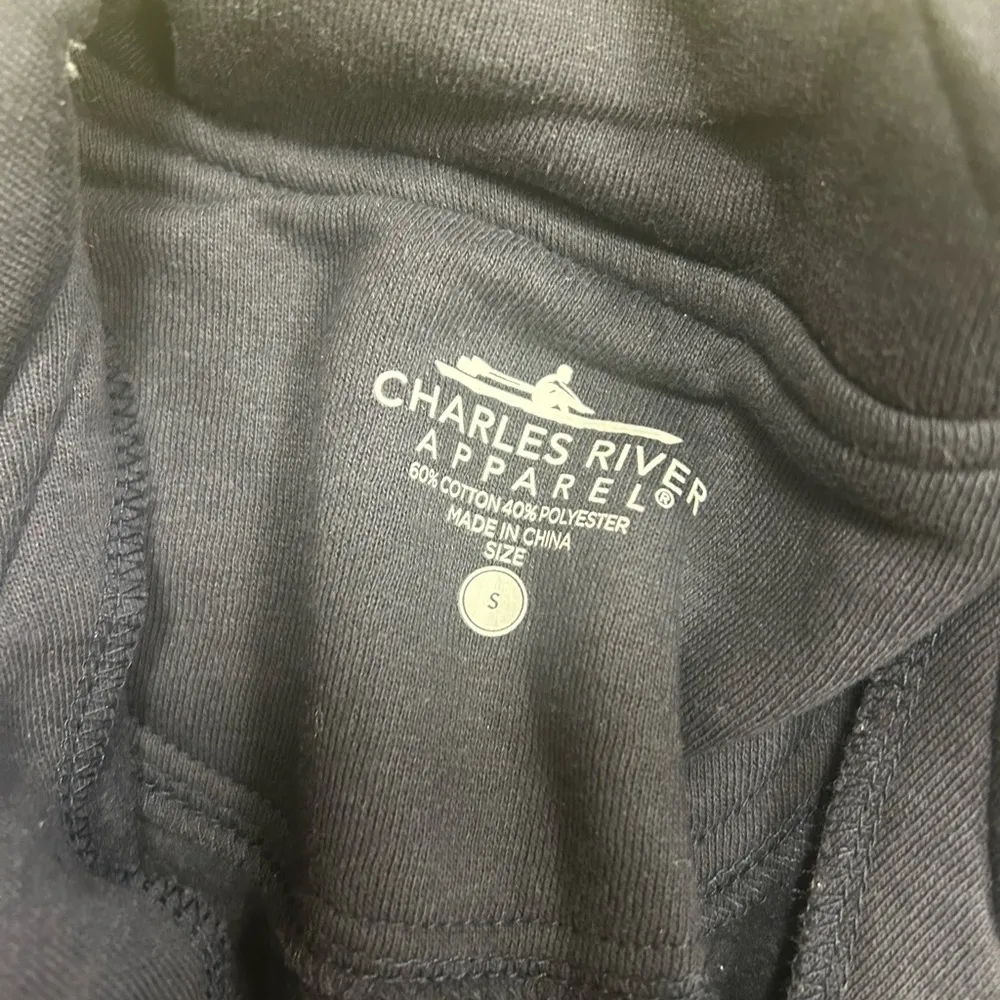 CHARLES RIVER
APPAREL®
60% COTTON 40% POLYESTER
MADE IN CHINA
SIZE
S